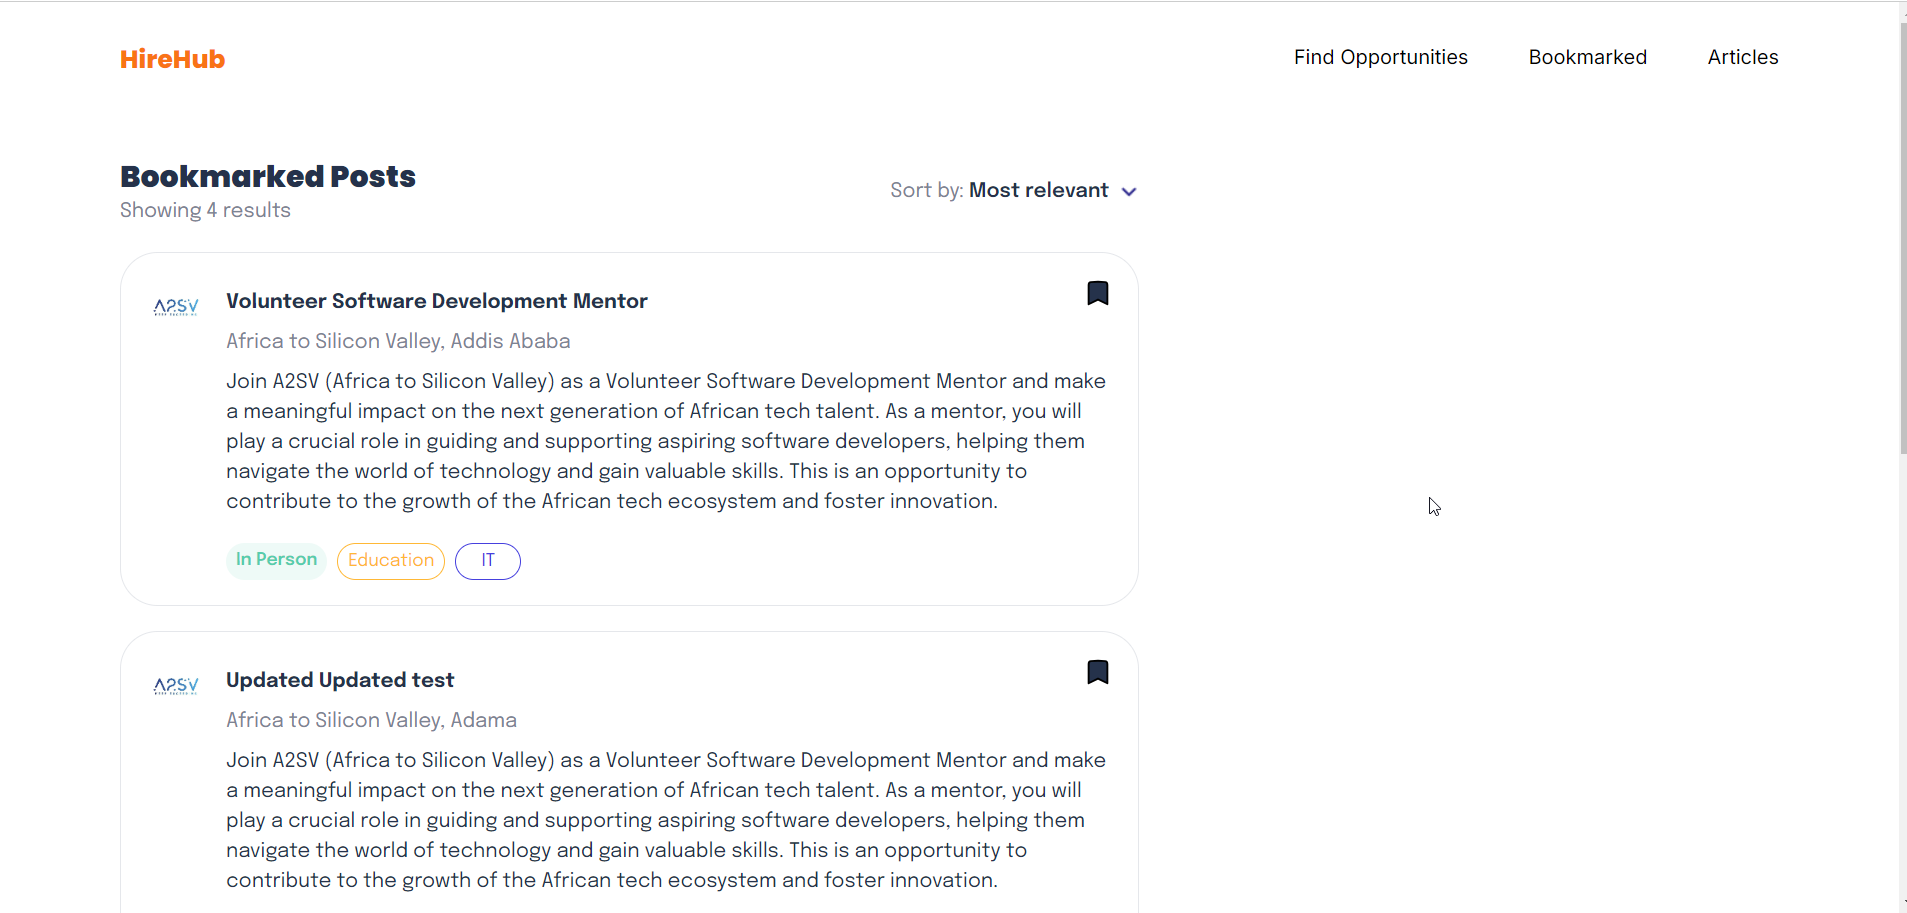 HireHub
Find Opportunities
Bookmarked
Articles
Bookmarked Posts
Showing 4 results
Sort by: Most relevant
A2SV
Volunteer Software Development Mentor
Africa to Silicon Valley, Addis Ababa
Join A2SV (Africa to Silicon Valley) as a Volunteer Software Development Mentor and make
a meaningful impact on the next generation of African tech talent. As a mentor, you will
play a crucial role in guiding and supporting aspiring software developers, helping them
navigate the world of technology and gain valuable skills. This is an opportunity to
contribute to the growth of the African tech ecosystem and foster innovation.
In Person
Education
IT
A2SV
Updated Updated test
Africa to Silicon Valley, Adama
Join A2SV (Africa to Silicon Valley) as a Volunteer Software Development Mentor and make
a meaningful impact on the next generation of African tech talent. As a mentor, you will
play a crucial role in guiding and supporting aspiring software developers, helping them
navigate the world of technology and gain valuable skills. This is an opportunity to
contribute to the growth of the African tech ecosystem and foster innovation.